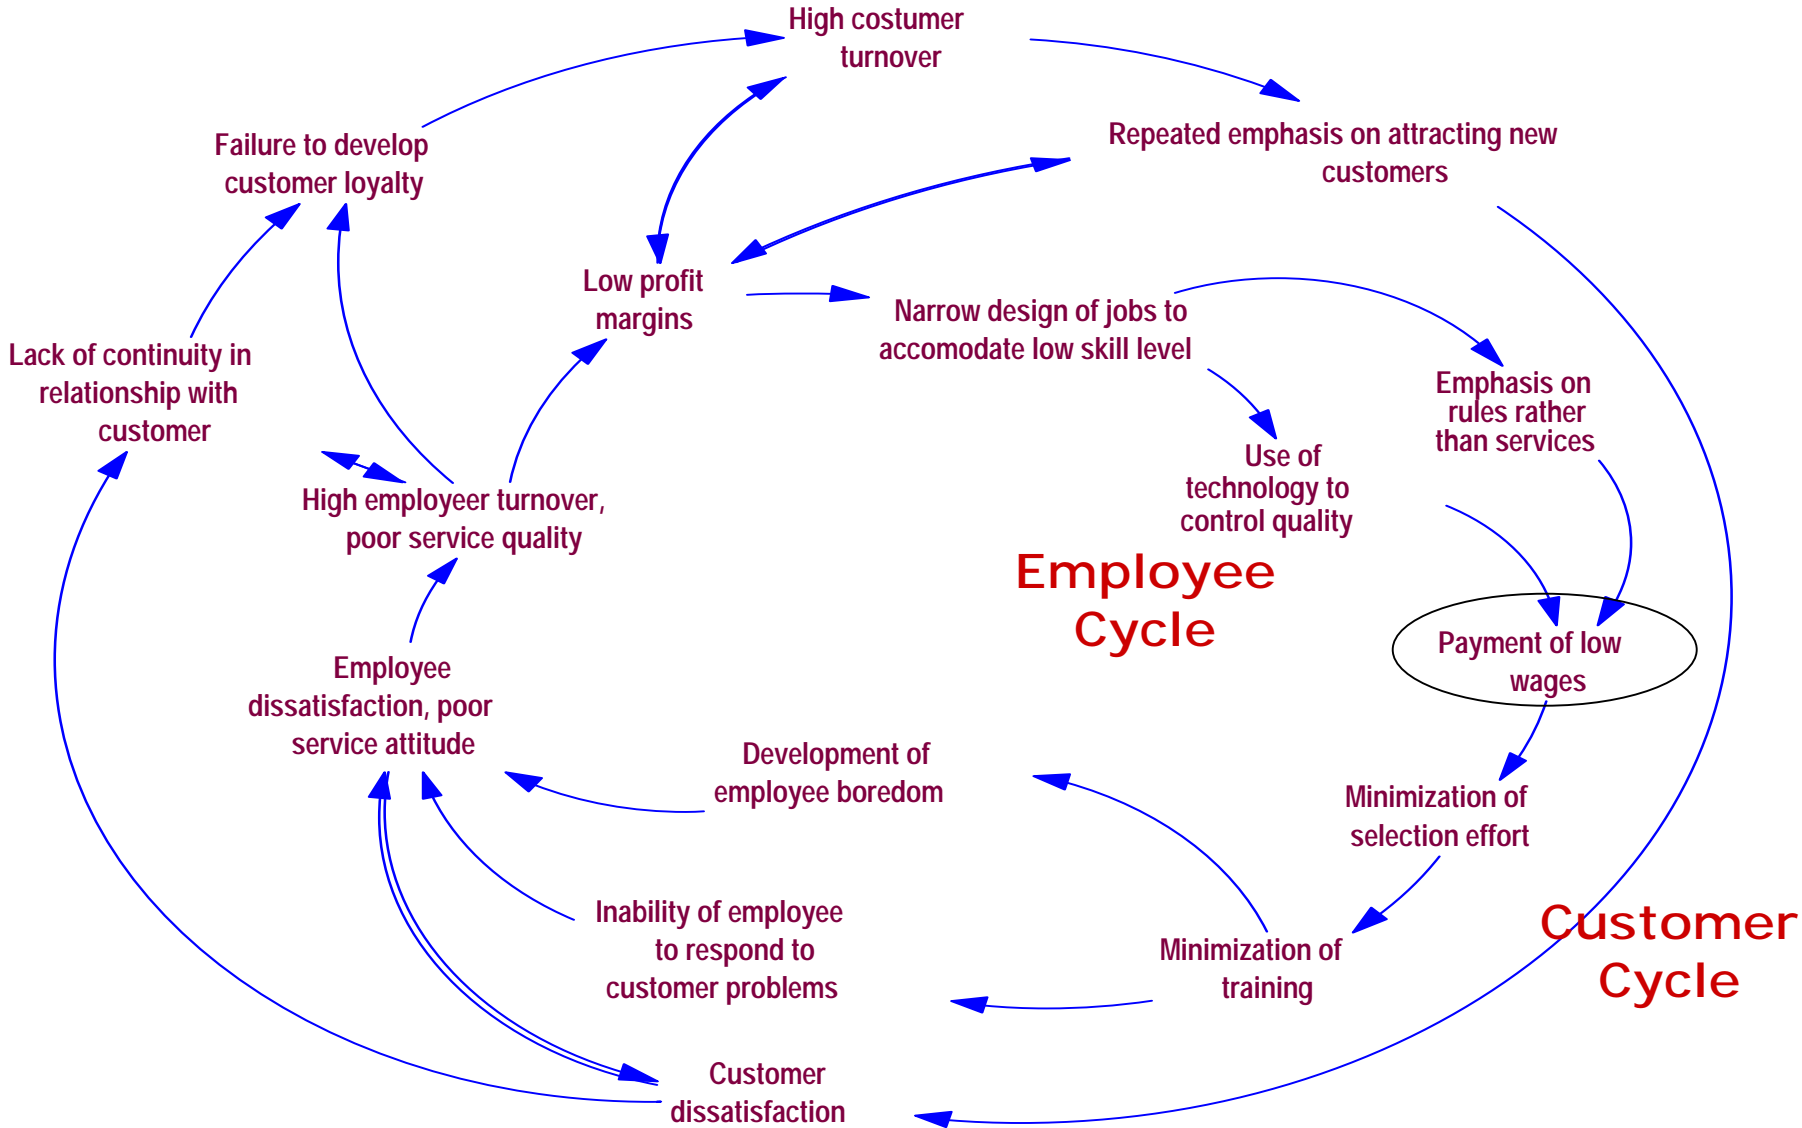 High costumer
turnover
Failure to develop
customer loyalty
Repeated emphasis on attracting new
customers
Low profit
margins
Narrow design of jobs to
accomodate low skill level
Lack of continuity in
relationship with
customer
Emphasis on
rules rather
than services
Use of
technology to
control quality
High employeer turnover,
poor service quality
Employee
Cycle
Payment of low
wages
Employee
dissatisfaction, poor
service attitude
Development of
employee boredom
Minimization of
selection effort
Inability of employee
to respond to
customer problems
Minimization of
training
Customer
Cycle
Customer
dissatisfaction